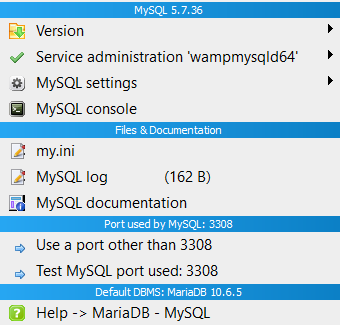 MySQL 5.7.36
Version
Service administration 'wampmysqld64'
MySQL settings
MySQL console
Files & Documentation
my.ini
MySQL log (162 B)
MySQL documentation
Port used by MySQL: 3308
Use a port other than 3308
Test MySQL port used: 3308
Default DBMS: MariaDB 10.6.5
Help -> MariaDB - MySQL